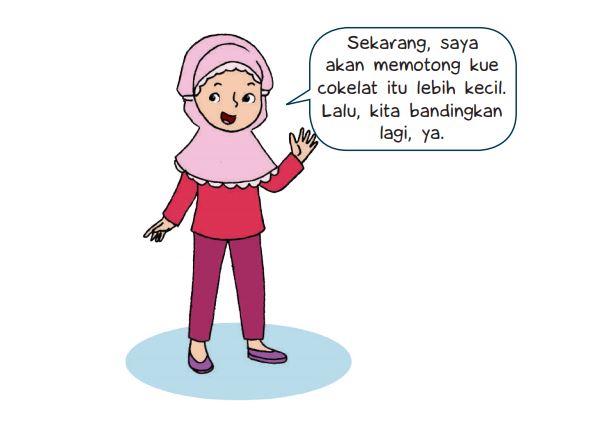 Sekarang, saya
akan memotong kue
cokelat itu lebih kecil.
Lalu, kita bandingkan
lagi, ya.